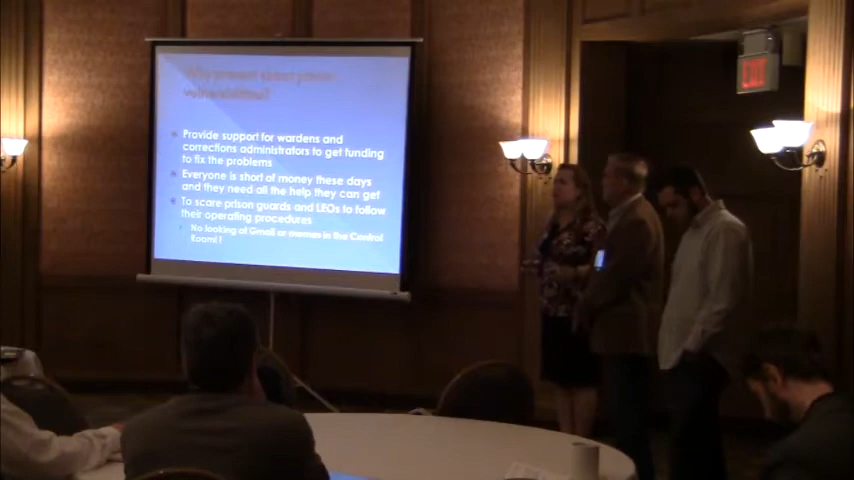 Why present about prison
vulnerabilities?
Provide support for wardens and
corrections administrators to get funding
to fix the problems
Everyone is short of money these days
and they need all the help they can get
To scare prison guards and LEOs to follow
their operating procedures
No looking at Gmail or memos in the Control
Room!?
EXIT